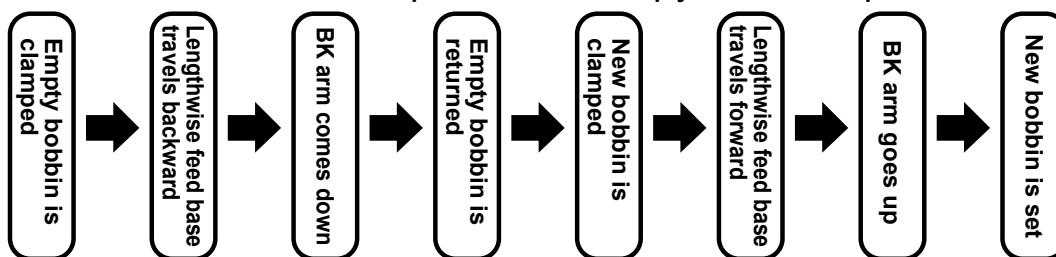 Empty bobbin is
clamped
Lengthwise feed base
travels backward
BK arm comes down
Empty bobbin is
returned
New bobbin is
clamped
Lengthwise feed base
travels forward
BK arm goes up
New bobbin is set